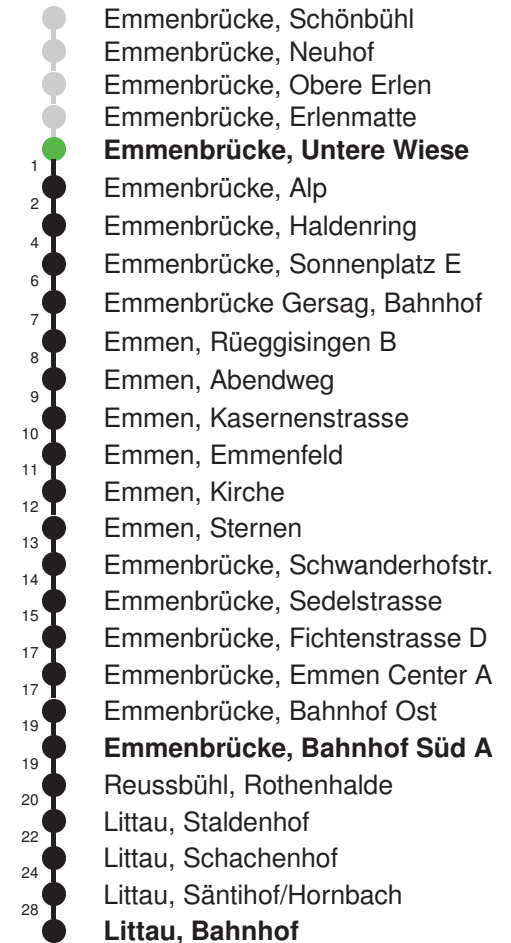 Emmenbrücke, Schönbühl
Emmenbrücke, Neuhof
Emmenbrücke, Obere Erlen
Emmenbrücke, Erlenmatte
Emmenbrücke, Untere Wiese
1
Emmenbrücke, Alp
2
Emmenbrücke, Haldenring
4
Emmenbrücke, Sonnenplatz E
6
Emmenbrücke Gersag, Bahnhof
7
Emmen, Rüeggisingen B
8
Emmen, Abendweg
9
Emmen, Kasernenstrasse
10
Emmen, Emmenfeld
11
Emmen, Kirche
12
Emmen, Sternen
13
Emmenbrücke, Schwanderhofstr.
14
Emmenbrücke, Sedelstrasse
15
Emmenbrücke, Fichtenstrasse D
17
Emmenbrücke, Emmen Center A
17
Emmenbrücke, Bahnhof Ost
19
Emmenbrücke, Bahnhof Süd A
19
Reussbühl, Rothenhalde
20
Littau, Staldenhof
22
Littau, Schachenhof
24
Littau, Säntihof/Hornbach
28
Littau, Bahnhof